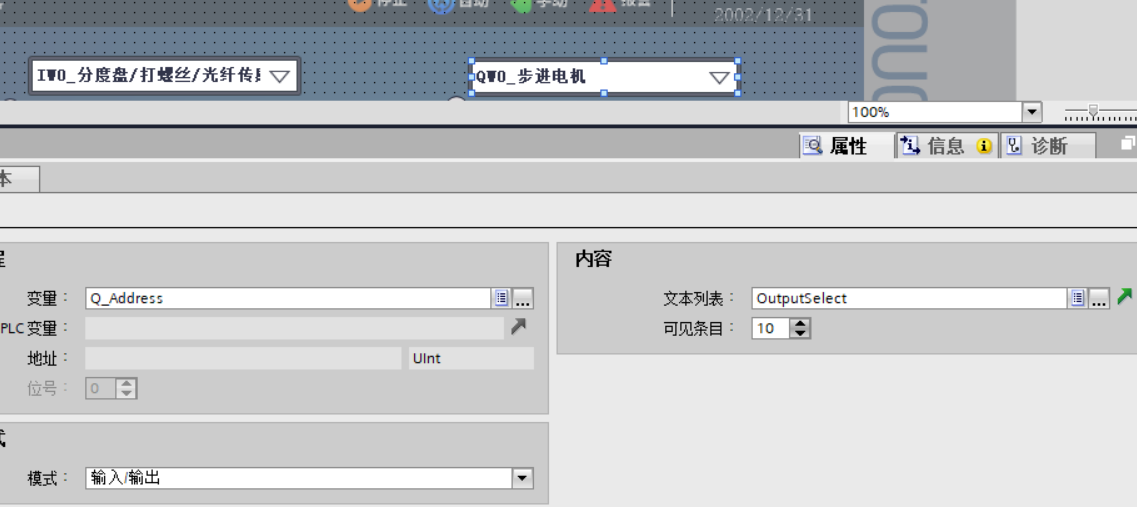 停止 自动 手动 报警
2002/12/31
IW0_分度盘/打螺丝/光纤传
QW0_步进电机
100%
属性 信息 诊断
本
内容
变量： Q_Address ...
文本列表： OutputSelect ...
PLC变量：
可见条目： 10
地址： UInt
位号： 0
式
模式： 输入/输出